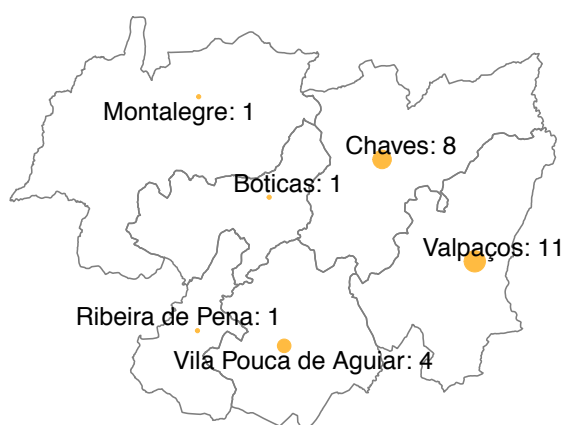 Montalegre: 1
Chaves: 8
Boticas: 1
Valpaços: 11
Ribeira de Pena: 1
Vila Pouca de Aguiar: 4